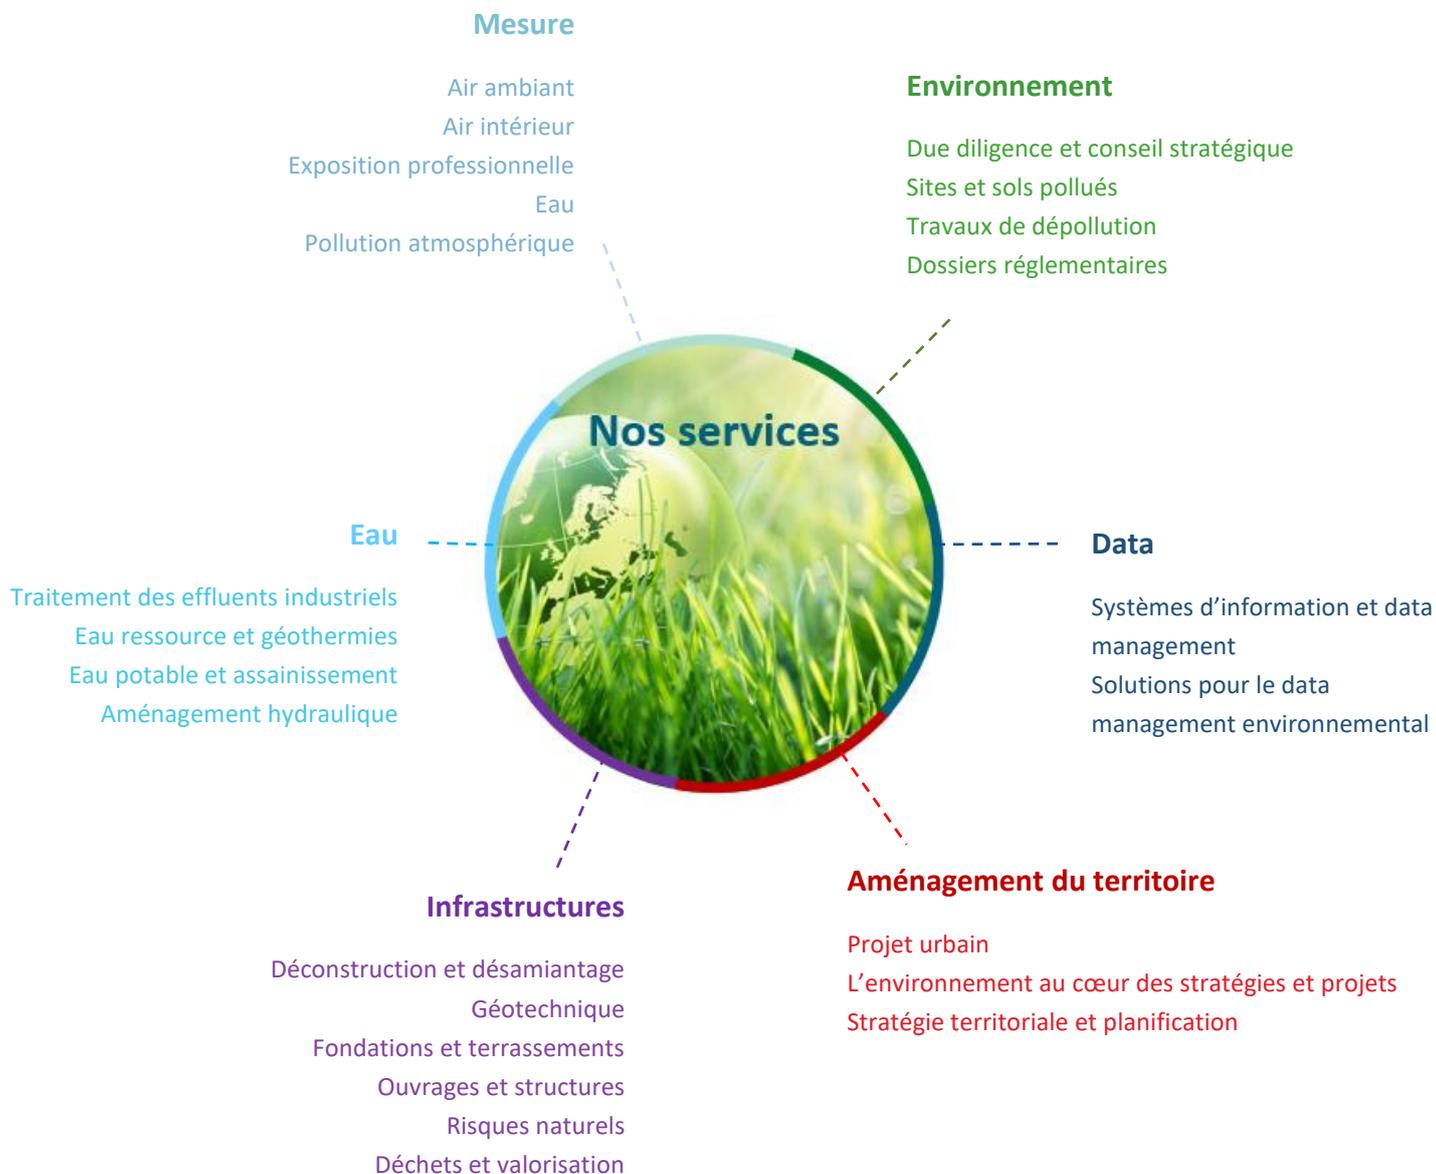 Mesure
Air ambiant
Air intérieur
Exposition professionnelle
Eau
Pollution atmosphérique
Environnement
Due diligence et conseil stratégique
Sites et sols pollués
Travaux de dépollution
Dossiers réglementaires
Nos services
Eau
Traitement des effluents industriels
Eau ressource et géothermies
Eau potable et assainissement
Aménagement hydraulique
Data
Systèmes d’information et data
management
Solutions pour le data
management environnemental
Infrastructures
Déconstruction et désamiantage
Géotechnique
Fondations et terrassements
Ouvrages et structures
Risques naturels
Déchets et valorisation
Aménagement du territoire
Projet urbain
L’environnement au cœur des stratégies et projets
Stratégie territoriale et planification